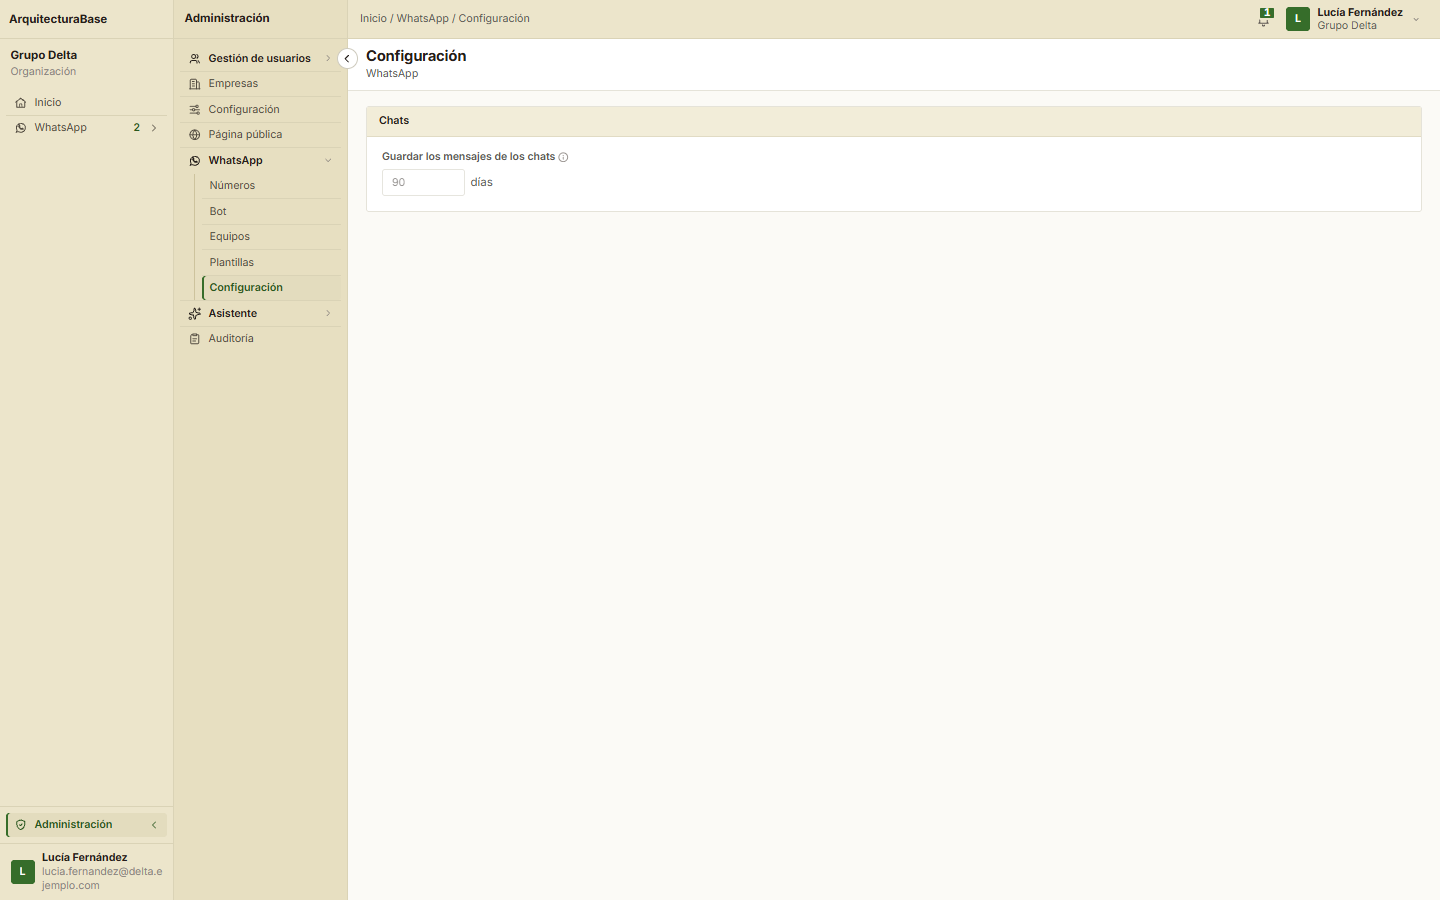 ArquitecturaBase
Grupo Delta
Organización
Inicio
WhatsApp 2
Administración
Lucía Fernández
lucia.fernandez@delta.e
jemplo.com
Administración
Gestión de usuarios
Empresas
Configuración
Página pública
WhatsApp
Números
Bot
Equipos
Plantillas
Configuración
Asistente
Auditoría
Inicio / WhatsApp / Configuración
1
L
Lucía Fernández
Grupo Delta
Configuración
WhatsApp
Chats
Guardar los mensajes de los chats
90 días
L